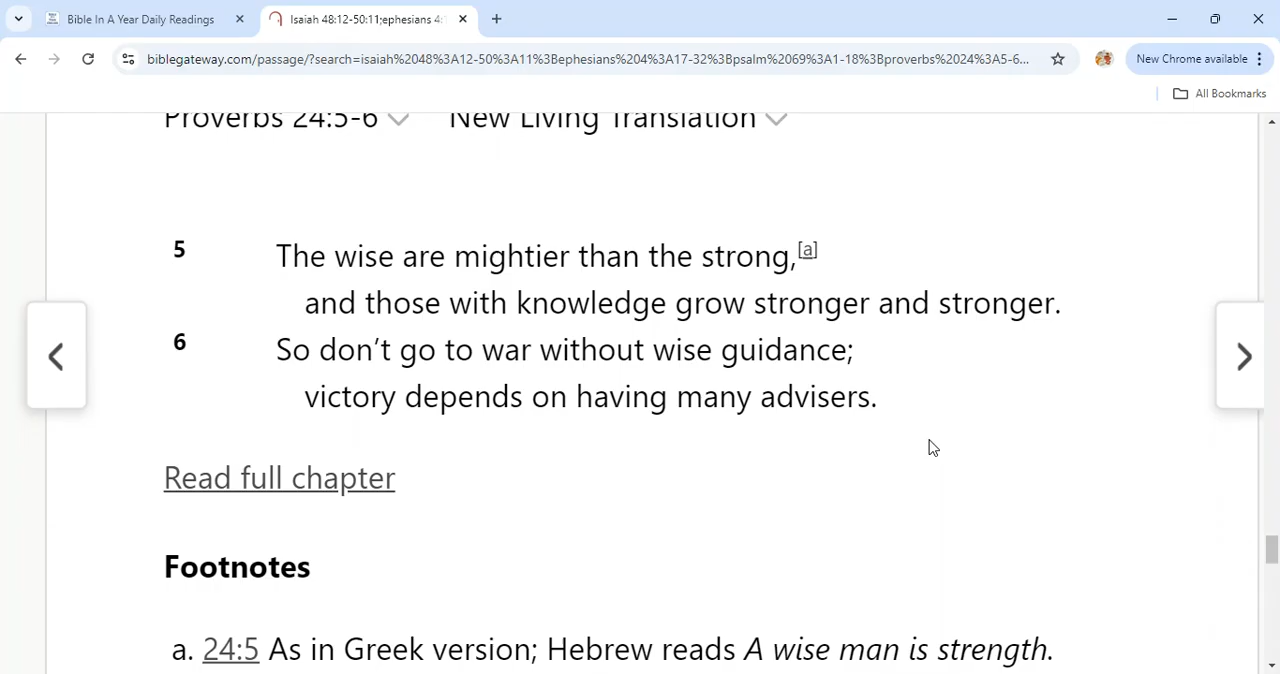 Bible In A Year Daily Readings
Isaiah 48:12-50:11;ephesians 4:
New Chrome available
biblegateway.com/passage/?search=isaiah%2048%3A12-50%3A11%3Bephesians%204%3A17-32%3Bpsalm%2069%3A1-18%3Bproverbs%2024%3A5-6...
All Bookmarks
Proverbs 24:5-6 New Living Translation
5 The wise are mightier than the strong,[a]
and those with knowledge grow stronger and stronger.
6 So don’t go to war without wise guidance;
victory depends on having many advisers.
Read full chapter
Footnotes
a. 24:5 As in Greek version; Hebrew reads A wise man is strength.